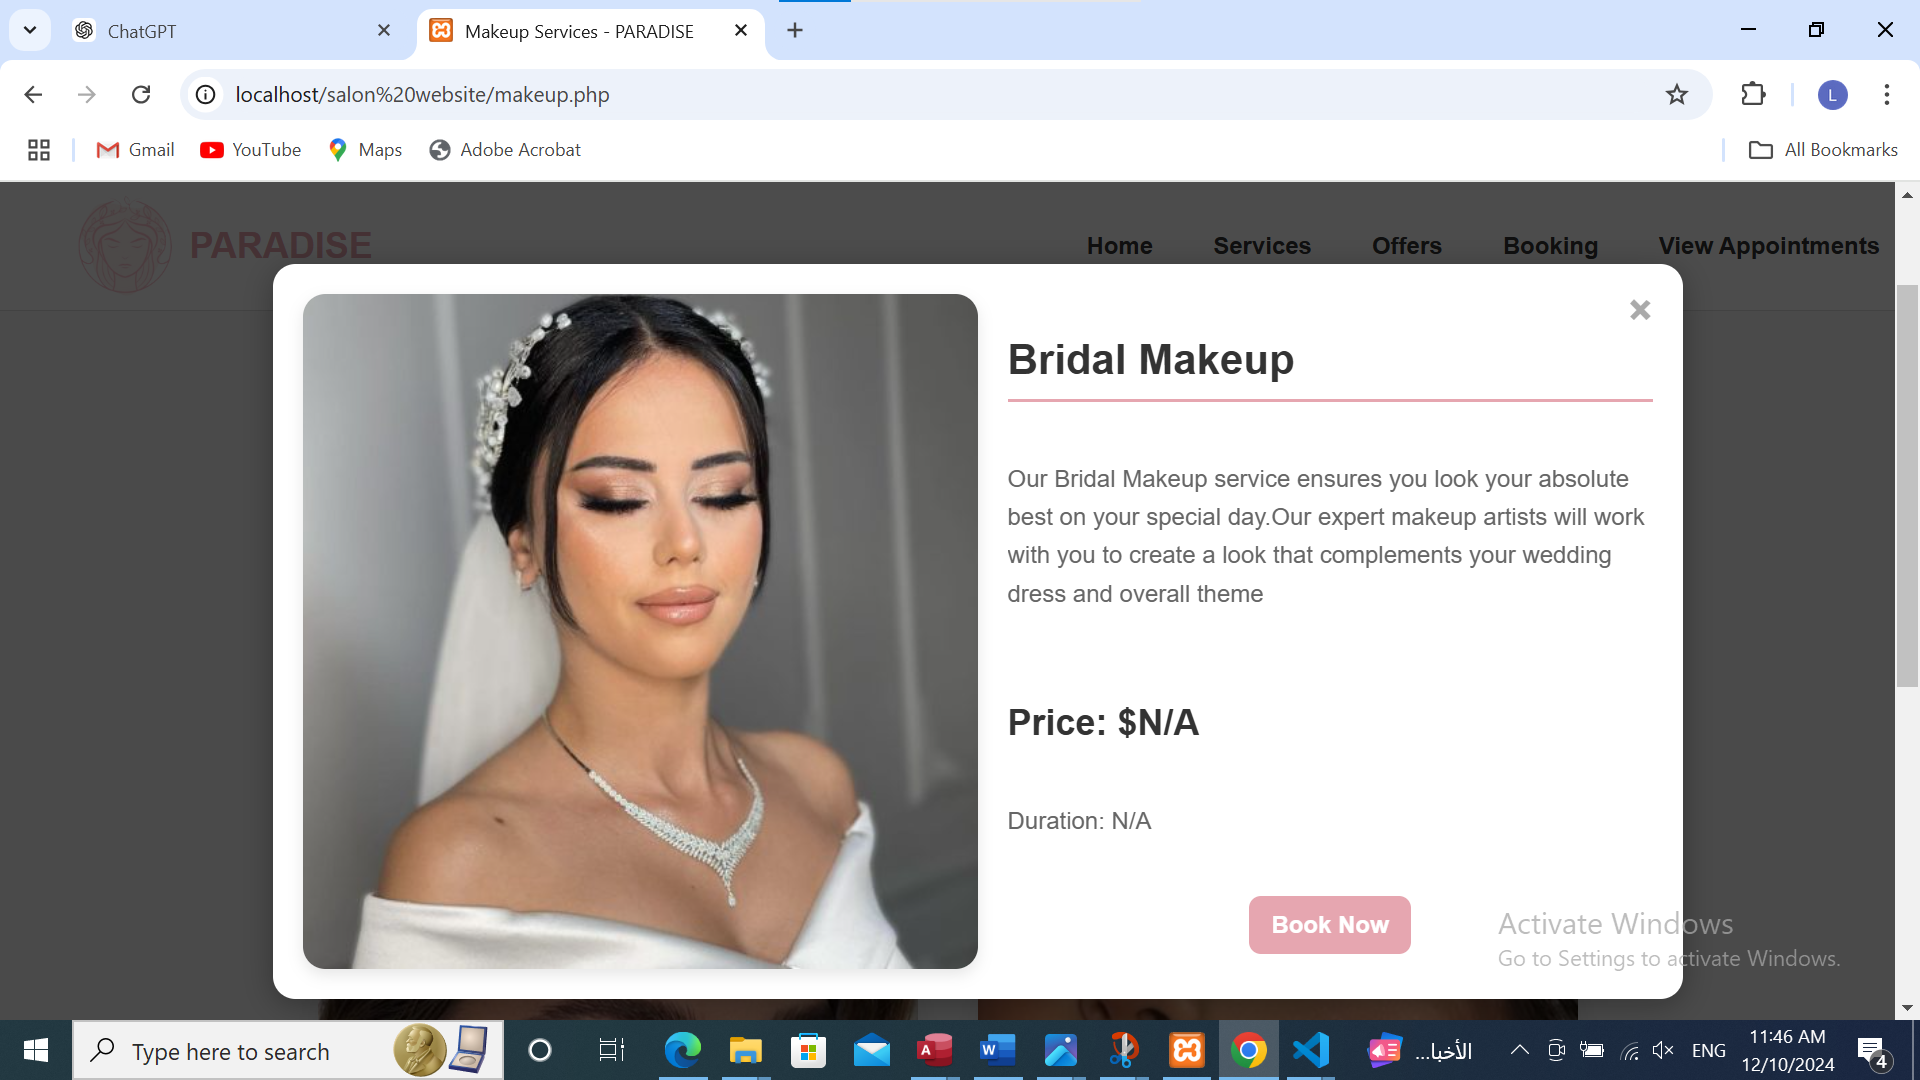 ChatGPT
Makeup Services - PARADISE
localhost/salon%20website/makeup.php
L
Gmail
YouTube
Maps
Adobe Acrobat
All Bookmarks
PARADISE
Home
Services
Offers
Booking
View Appointments
Bridal Makeup
Our Bridal Makeup service ensures you look your absolute
best on your special day.Our expert makeup artists will work
with you to create a look that complements your wedding
dress and overall theme
Price: $N/A
Duration: N/A
Book Now
Activate Windows
Go to Settings to activate Windows.
Type here to search
A
W
الأخبا...
ENG
11:46 AM
12/10/2024
4